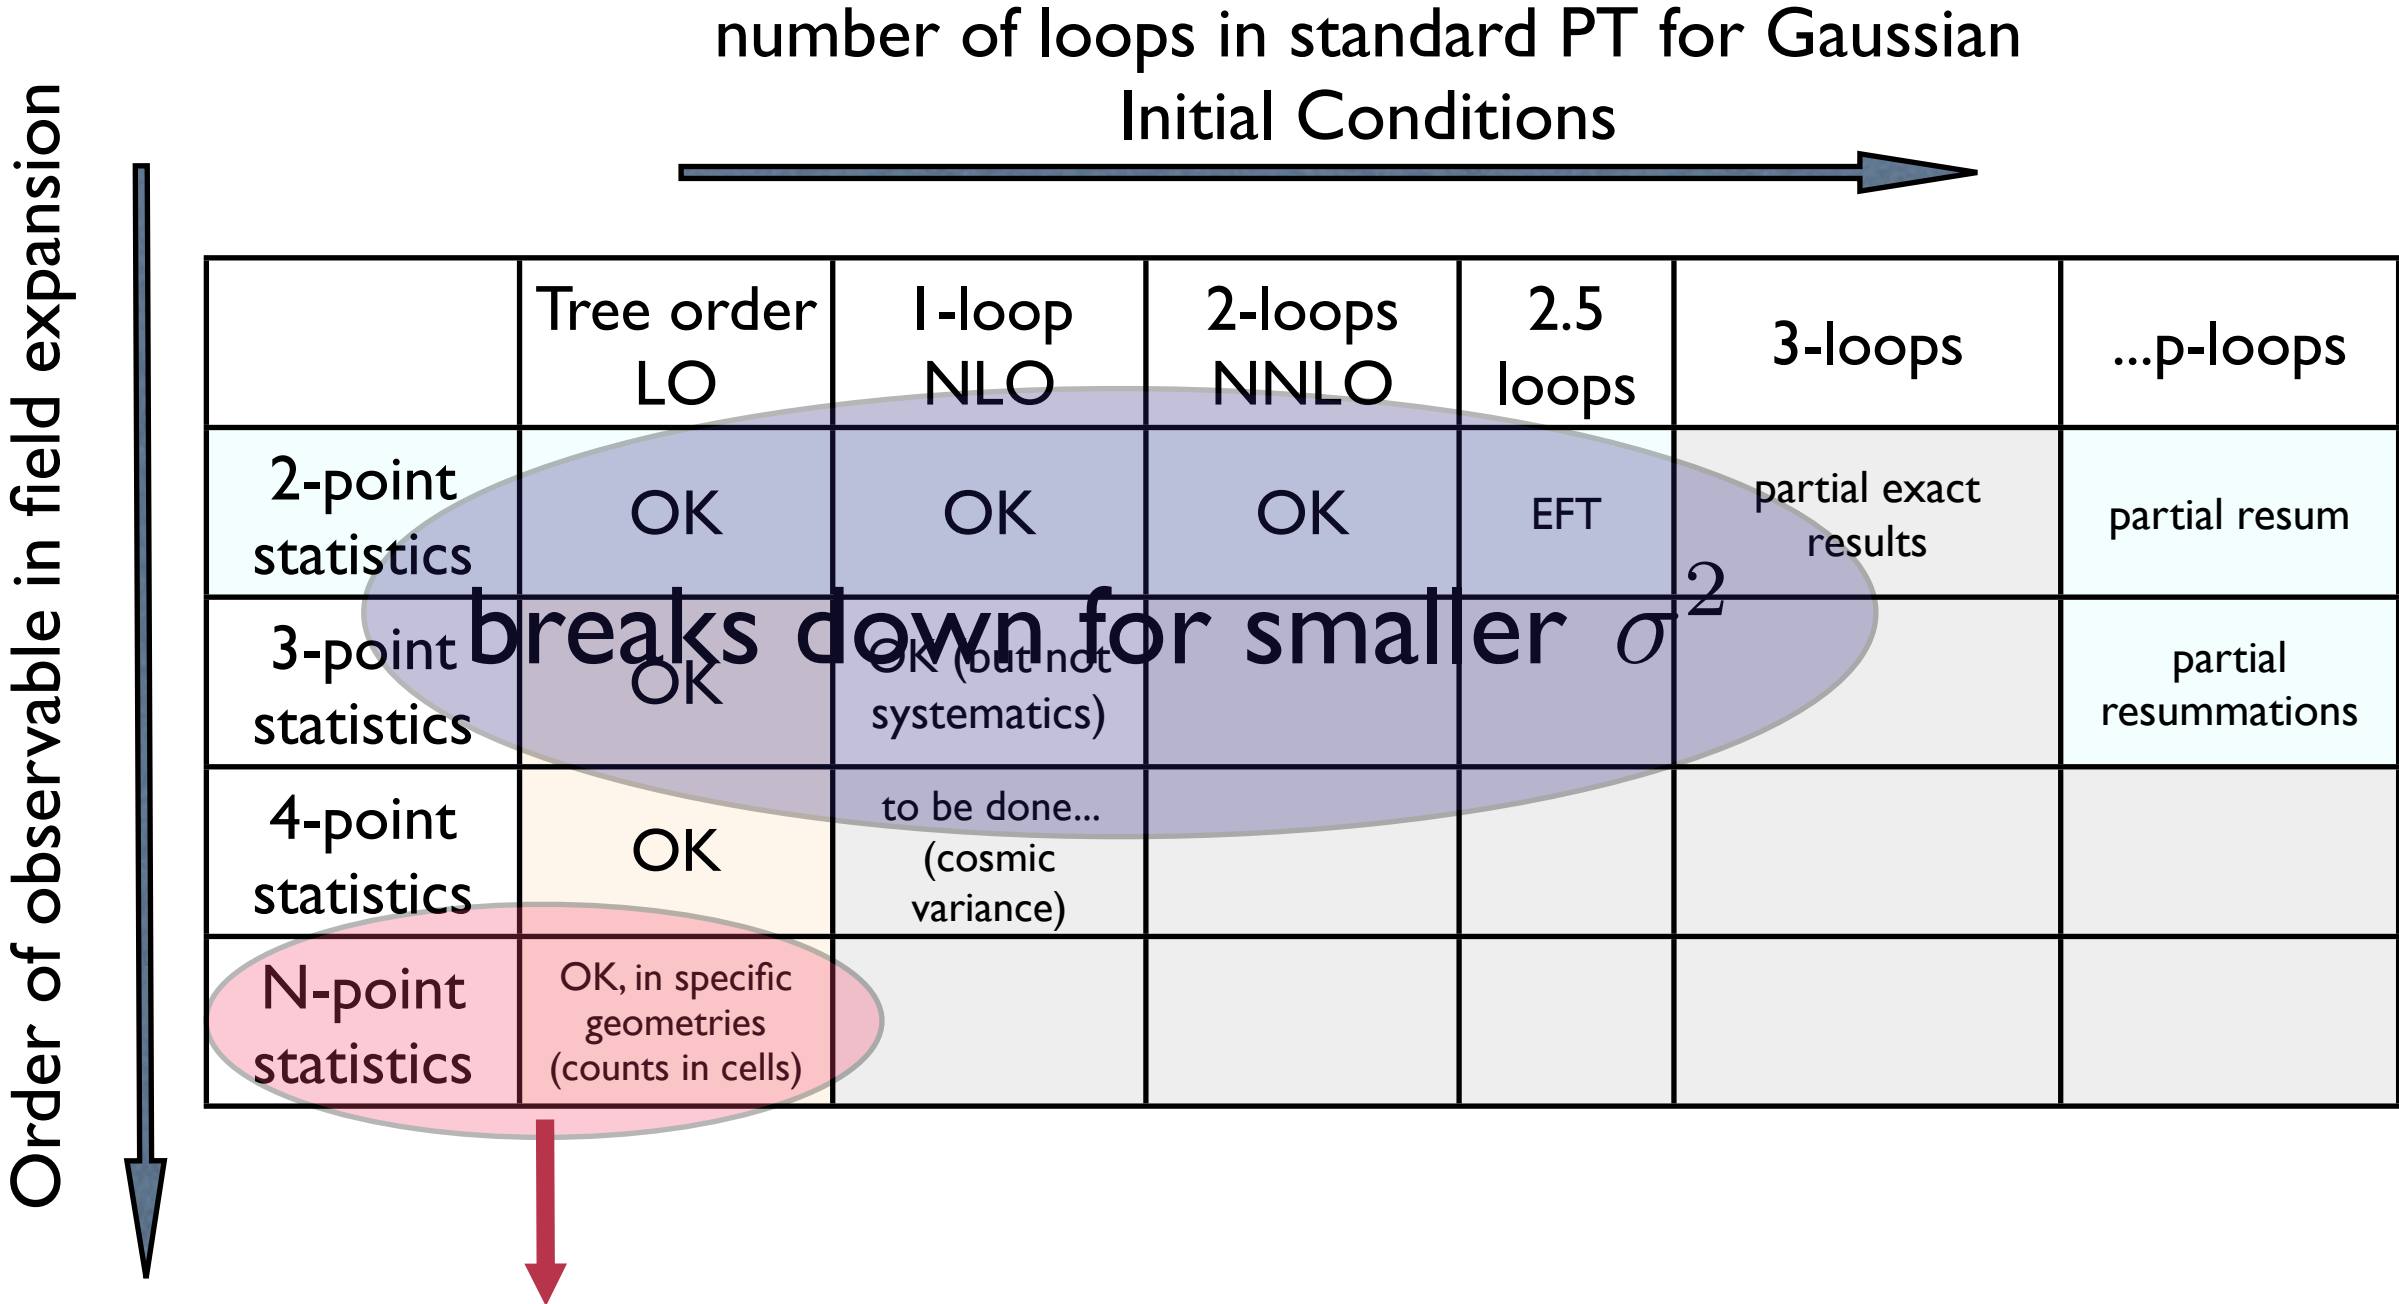 number of loops in standard PT for Gaussian
Initial Conditions
Order of observable in field expansion
Tree order
LO
1-loop
NLO
2-loops
NNLO
2.5
loops
3-loops
...p-loops
2-point
statistics
OK
OK
OK
EFT
partial exact
results
partial resum
breaks down for smaller σ²
3-point
statistics
OK
OK (but not
systematics)
partial
resummations
4-point
statistics
OK
to be done...
(cosmic
variance)
N-point
statistics
OK, in specific
geometries
(counts in cells)